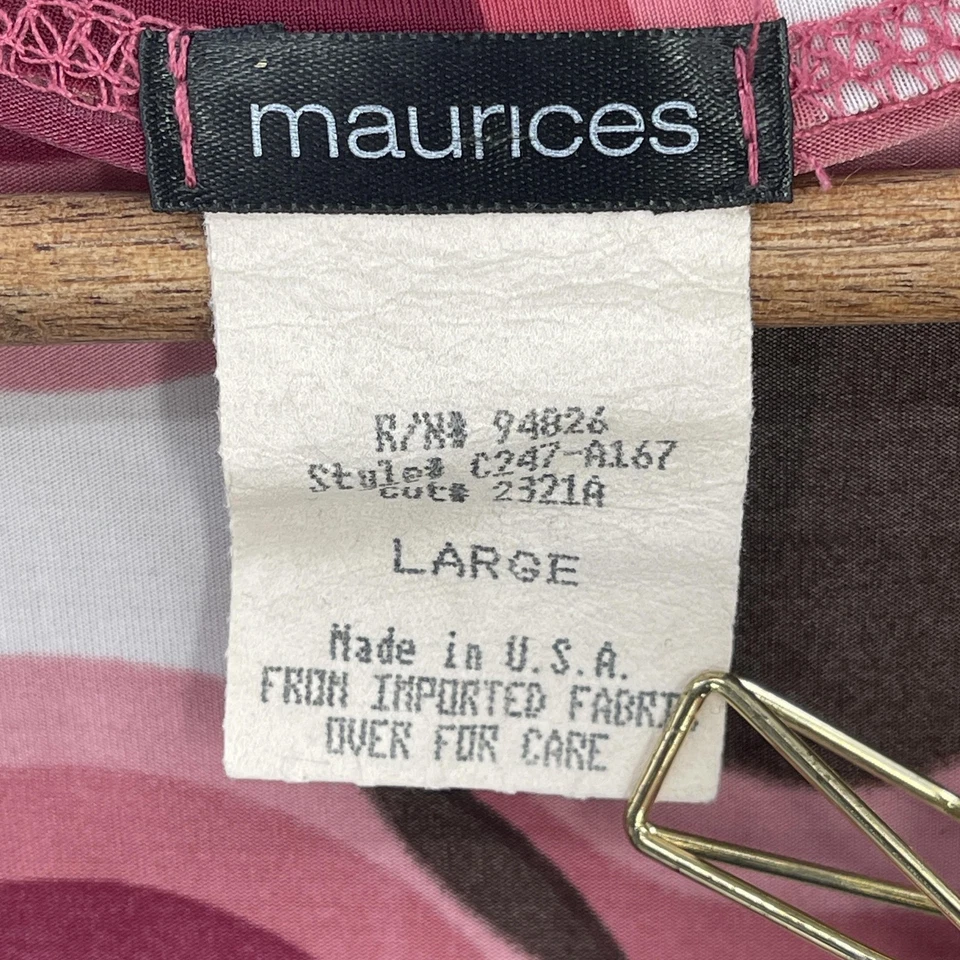 maurices
R/N# 94826
Style# C247-A167
cut# 2321A
LARGE
Made in U.S.A.
FROM IMPORTED FABRIC
OVER FOR CARE